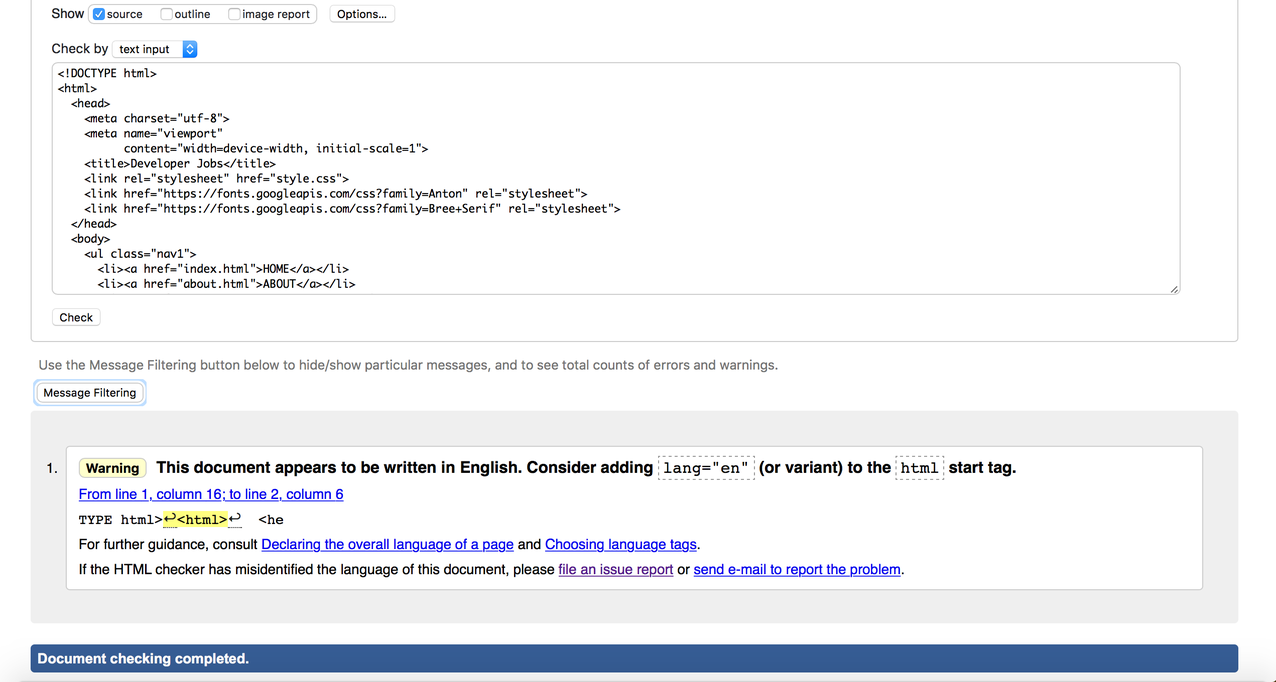 Show source outline image report Options...
Check by text input
<!DOCTYPE html>
<html>
  <head>
    <meta charset="utf-8">
    <meta name="viewport"
          content="width=device-width, initial-scale=1">
    <title>Developer Jobs</title>
    <link rel="stylesheet" href="style.css">
    <link href="https://fonts.googleapis.com/css?family=Anton" rel="stylesheet">
    <link href="https://fonts.googleapis.com/css?family=Bree+Serif" rel="stylesheet">
  </head>
  <body>
    <ul class="nav1">
      <li><a href="index.html">HOME</a></li>
      <li><a href="about.html">ABOUT</a></li>
Check
Use the Message Filtering button below to hide/show particular messages, and to see total counts of errors and warnings.
Message Filtering
1. Warning This document appears to be written in English. Consider adding lang="en" (or variant) to the html start tag.
From line 1, column 16; to line 2, column 6
TYPE html>↩<html>↩  <he
For further guidance, consult Declaring the overall language of a page and Choosing language tags.
If the HTML checker has misidentified the language of this document, please file an issue report or send e-mail to report the problem.
Document checking completed.